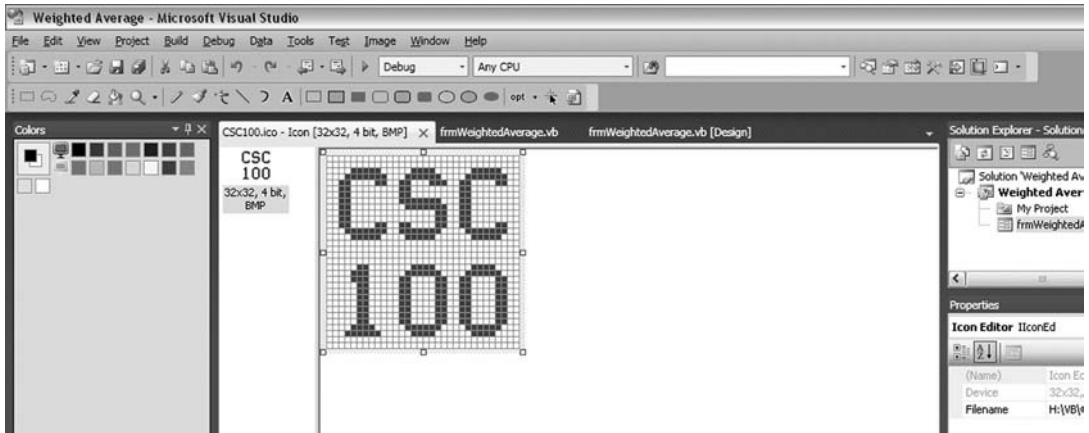 Weighted Average - Microsoft Visual Studio
File Edit View Project Build Debug Data Tools Test Image Window Help
Debug Any CPU
A opt
Colors
CSC100.ico - Icon [32x32, 4 bit, BMP] frmWeightedAverage.vb frmWeightedAverage.vb [Design]
CSC
100
32x32, 4 bit,
BMP
CSC
100
Solution Explorer - Solution
Solution 'Weighted Av
Weighted Aver
My Project
frmWeightedA
Properties
Icon Editor IIconEd
(Name) Icon Ec
Device 32x32,
Filename H:\VB\